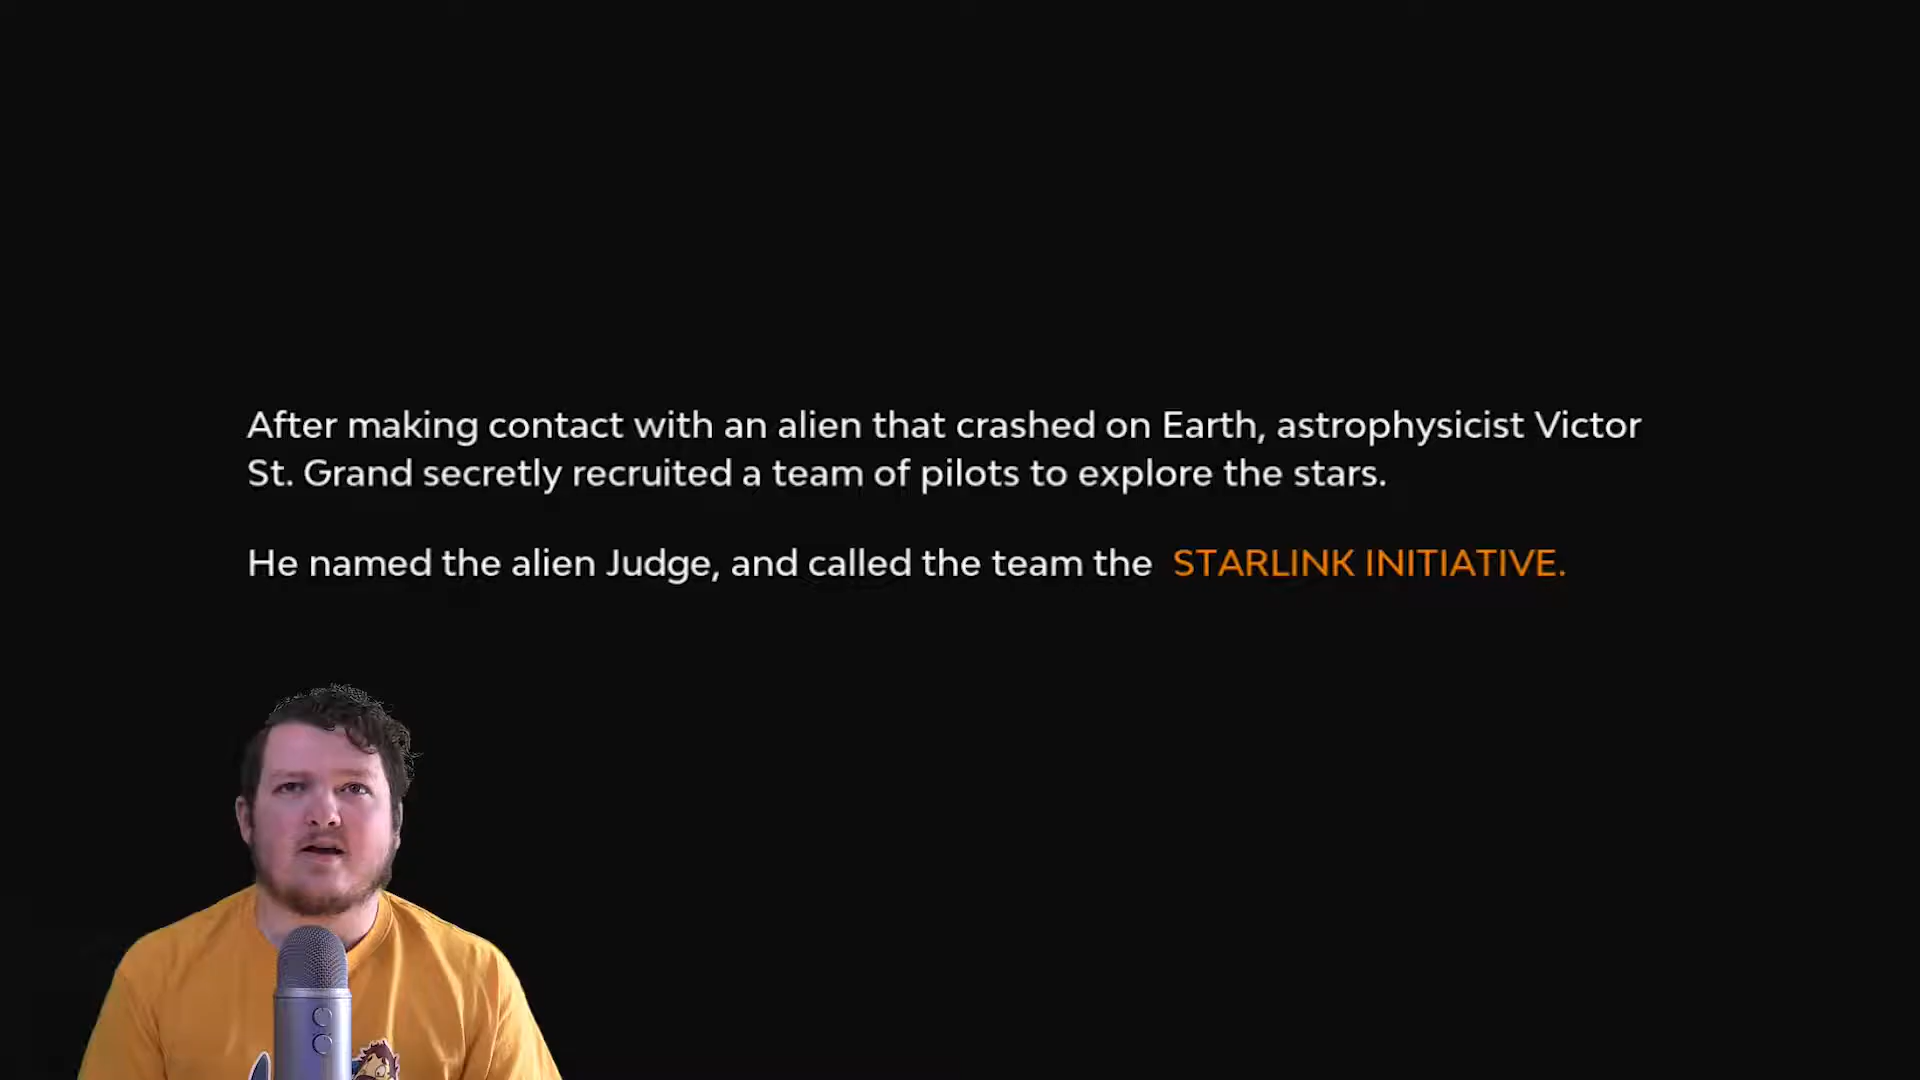 After making contact with an alien that crashed on Earth, astrophysicist Victor
St. Grand secretly recruited a team of pilots to explore the stars.
He named the alien Judge, and called the team the STARLINK INITIATIVE.